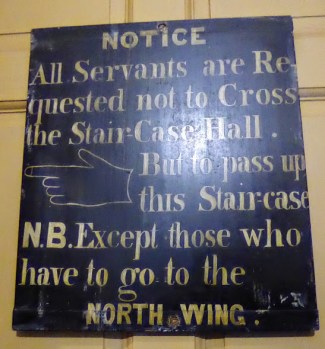 NOTICE
All Servants are Re-
quested not to Cross
the Stair-Case Hall .
But to pass up
this Stair-case
N.B. Except those who
have to go to the
NORTH WING .